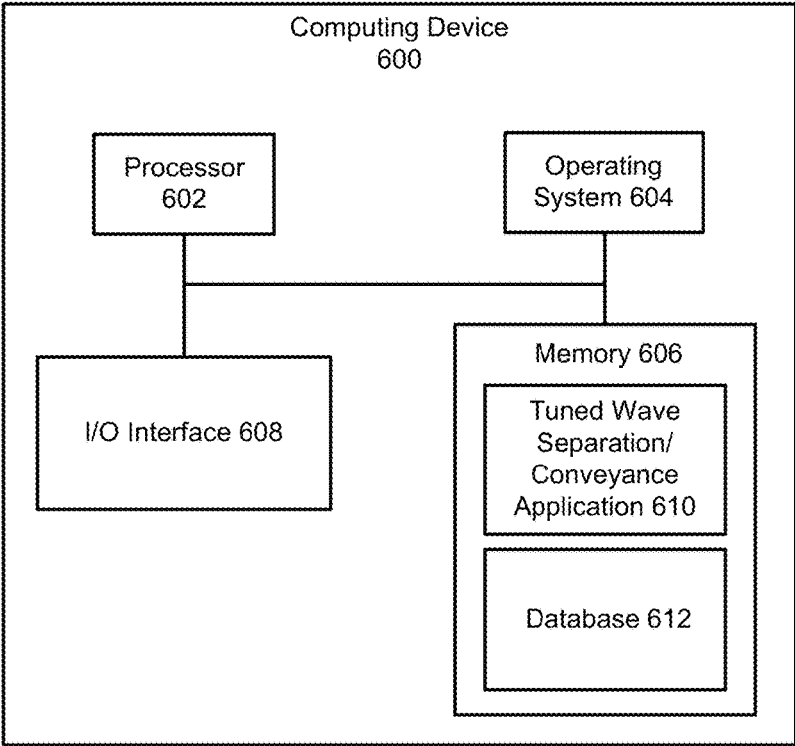 Computing Device
600
Processor
602
Operating
System 604
I/O Interface 608
Memory 606
Tuned Wave
Separation/
Conveyance
Application 610
Database 612